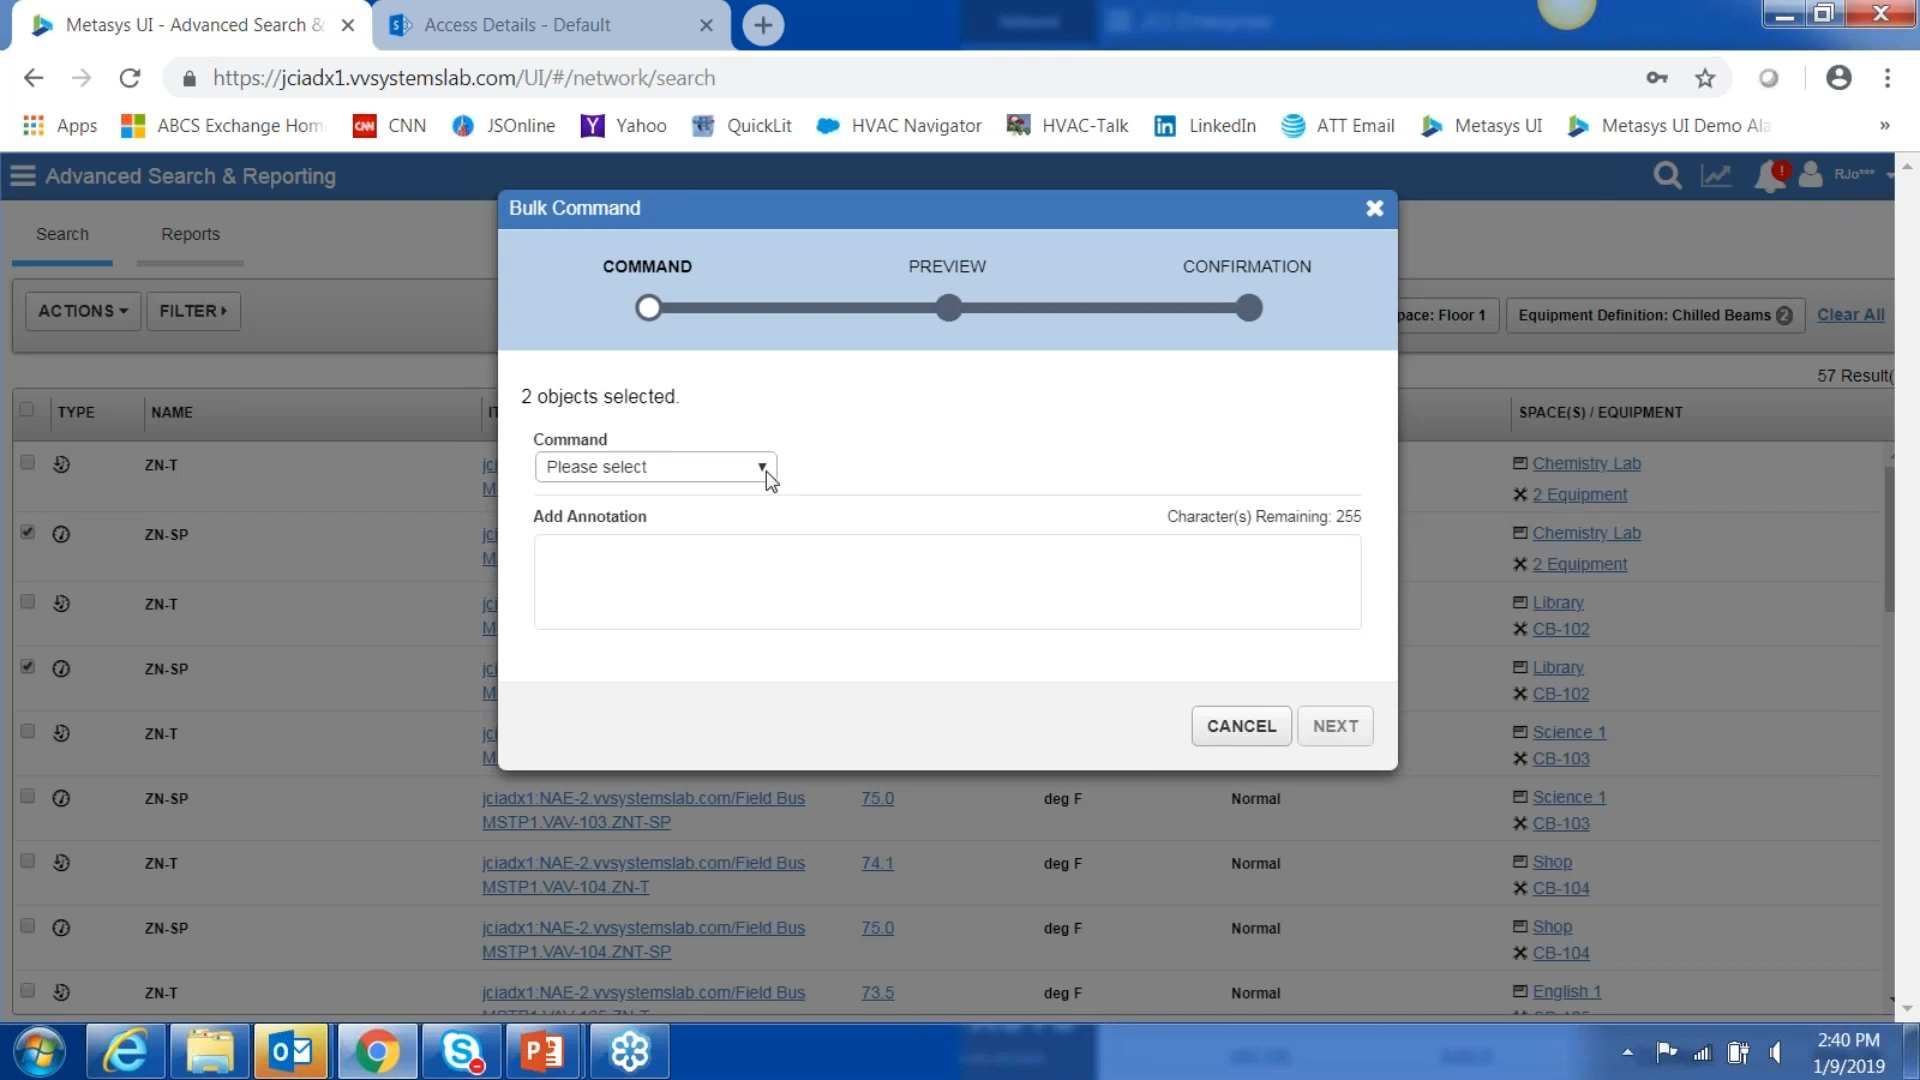 Metasys UI - Advanced Search &
Access Details - Default
https://jciadx1.vvsystemslab.com/UI/#/network/search
Apps
ABCS Exchange Hom
CNN
JSOnline
Yahoo
QuickLit
HVAC Navigator
HVAC-Talk
LinkedIn
ATT Email
Metasys UI
Metasys UI Demo Ala
»
Advanced Search & Reporting
RJo***
Search
Reports
ACTIONS
FILTER
pace: Floor 1
Equipment Definition: Chilled Beams 2
Clear All
57 Result(
Bulk Command
COMMAND
PREVIEW
CONFIRMATION
2 objects selected.
Command
Please select
Add Annotation
Character(s) Remaining: 255
CANCEL
NEXT
TYPE
NAME
IT
SPACE(S) / EQUIPMENT
ZN-T
jci
M
Chemistry Lab
2 Equipment
ZN-SP
jci
M
Chemistry Lab
2 Equipment
ZN-T
jci
M
Library
CB-102
ZN-SP
jci
M
Library
CB-102
ZN-T
jci
M
Science 1
CB-103
ZN-SP
jciadx1:NAE-2.vvsystemslab.com/Field Bus
MSTP1.VAV-103.ZNT-SP
75.0
deg F
Normal
Science 1
CB-103
ZN-T
jciadx1:NAE-2.vvsystemslab.com/Field Bus
MSTP1.VAV-104.ZN-T
74.1
deg F
Normal
Shop
CB-104
ZN-SP
jciadx1:NAE-2.vvsystemslab.com/Field Bus
MSTP1.VAV-104.ZNT-SP
75.0
deg F
Normal
Shop
CB-104
ZN-T
jciadx1:NAE-2.vvsystemslab.com/Field Bus
73.5
deg F
Normal
English 1
2:40 PM
1/9/2019